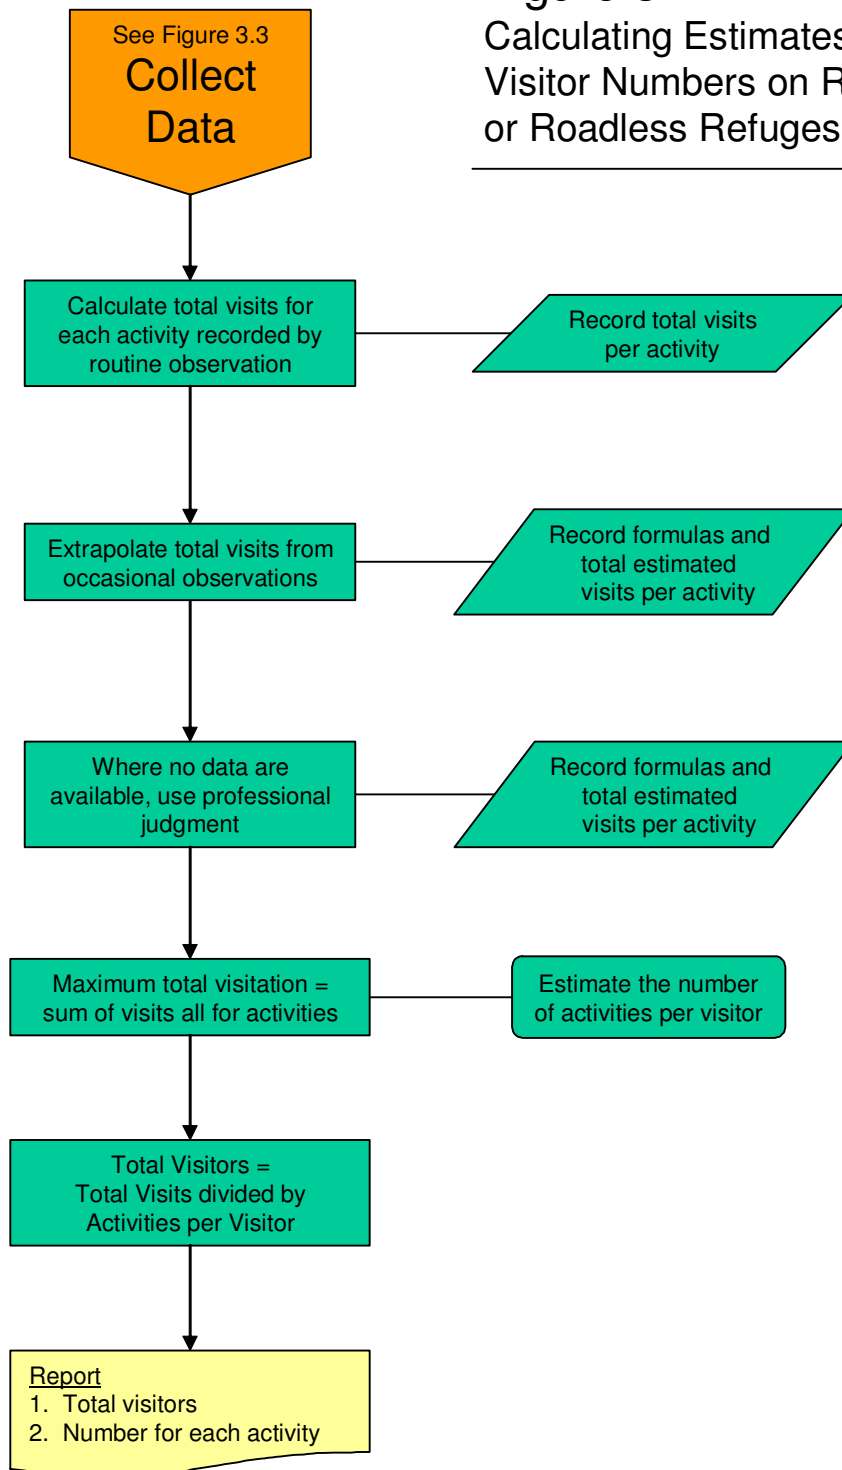 See Figure 3.3
Collect
Data
Calculating Estimates
Visitor Numbers on
or Roadless Refuges
Calculate total visits for
each activity recorded by
routine observation
Record total visits
per activity
Extrapolate total visits from
occasional observations
Record formulas and
total estimated
visits per activity
Where no data are
available, use professional
judgment
Record formulas and
total estimated
visits per activity
Maximum total visitation =
sum of visits all for activities
Estimate the number
of activities per visitor
Total Visitors =
Total Visits divided by
Activities per Visitor
Report
1. Total visitors
2. Number for each activity